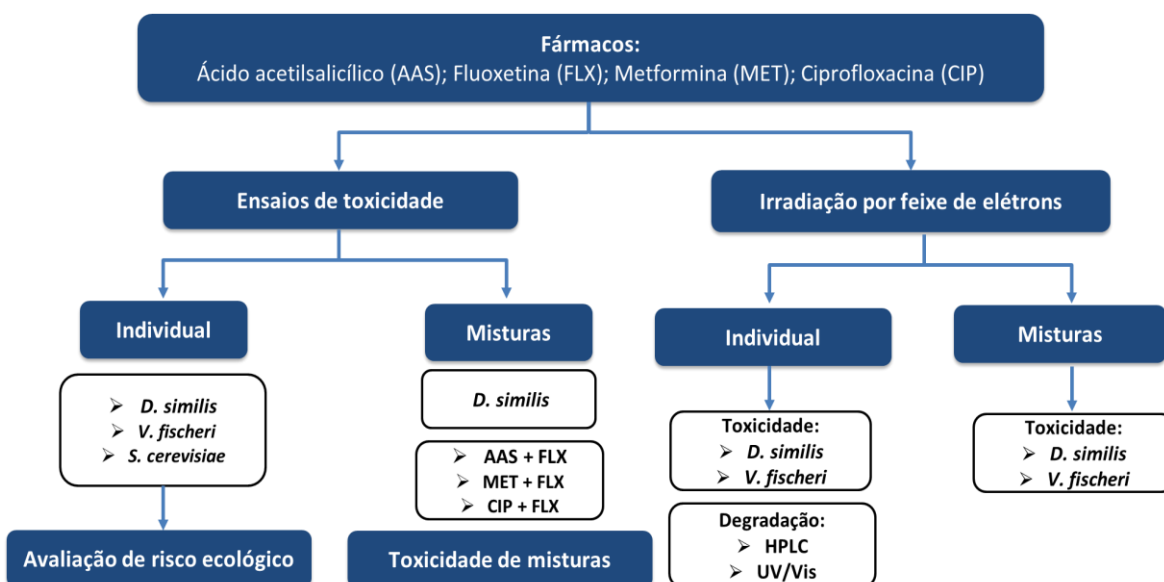 Fármacos:
Ácido acetilsalicílico (AAS); Fluoxetina (FLX); Metformina (MET); Ciprofloxacina (CIP)
Ensaios de toxicidade
Irradiação por feixe de elétrons
Individual
Misturas
Individual
Misturas
➢ D. similis
➢ V. fischeri
➢ S. cerevisiae
D. similis
➢ AAS + FLX
➢ MET + FLX
➢ CIP + FLX
Toxicidade:
➢ D. similis
➢ V. fischeri
Toxicidade:
➢ D. similis
➢ V. fischeri
Degradação:
➢ HPLC
➢ UV/Vis
Avaliação de risco ecológico
Toxicidade de misturas